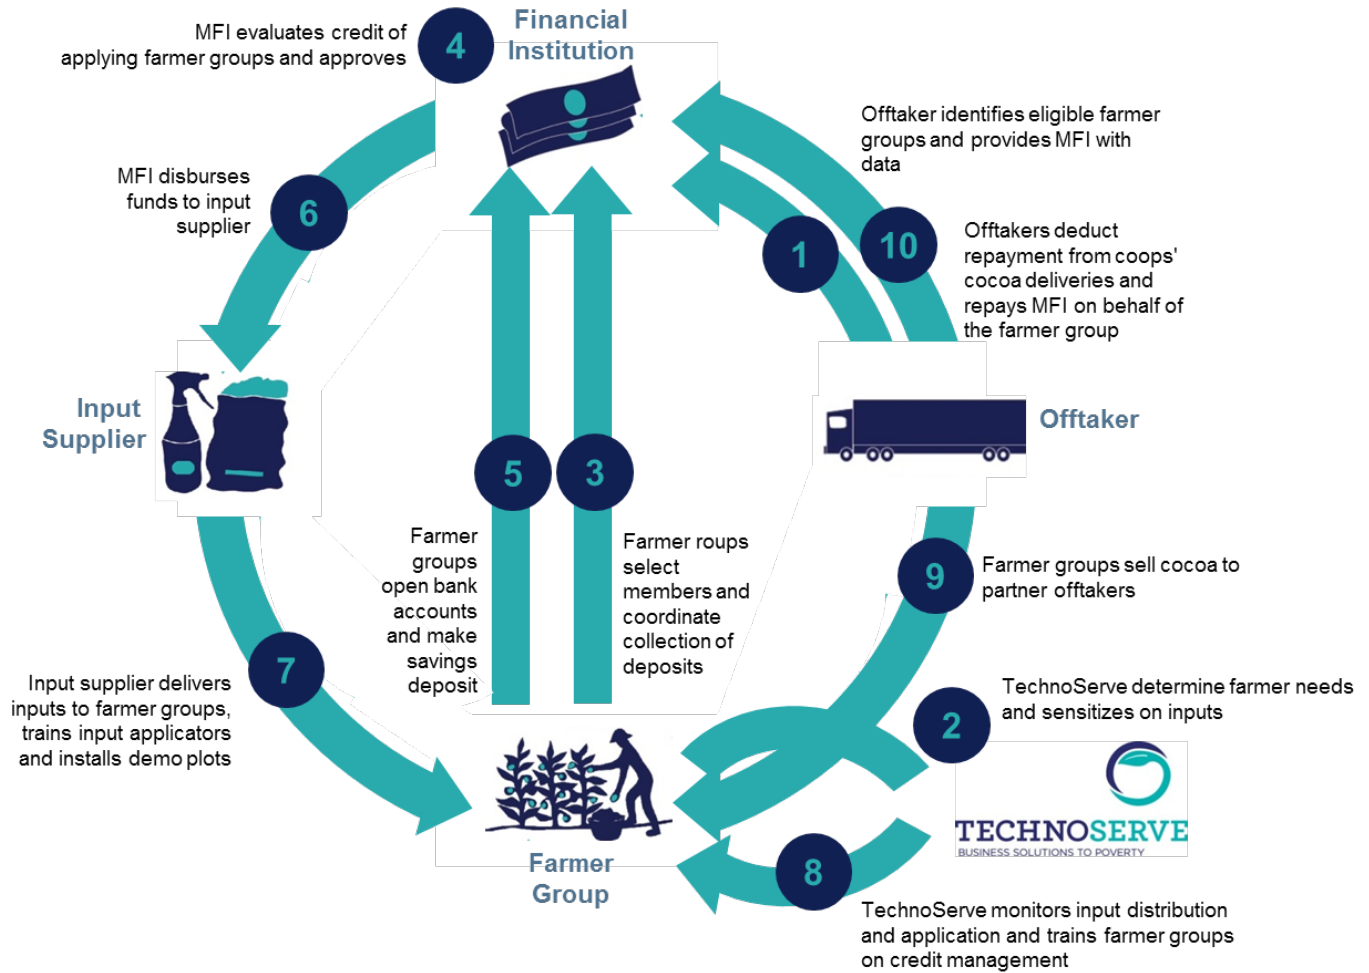 MFI evaluates credit of
applying farmer groups and approves
4
Financial
Institution
Offtaker identifies eligible farmer
groups and provides MFI with
data
MFI disburses
funds to input
supplier
6
1
10
Offtakers deduct
repayment from coops'
cocoa deliveries and
repays MFI on behalf of
the farmer group
Input
Supplier
Offtaker
5
3
Farmer
groups
open bank
accounts
and make
savings
deposit
Farmer roups
select
members and
coordinate
collection of
deposits
9
Farmer groups sell cocoa to
partner offtakers
7
Input supplier delivers
inputs to farmer groups,
trains input applicators
and installs demo plots
2
TechnoServe determine farmer needs
and sensitizes on inputs
TECHNOSERVE
BUSINESS SOLUTIONS TO POVERTY
Farmer
Group
8
TechnoServe monitors input distribution
and application and trains farmer groups
on credit management